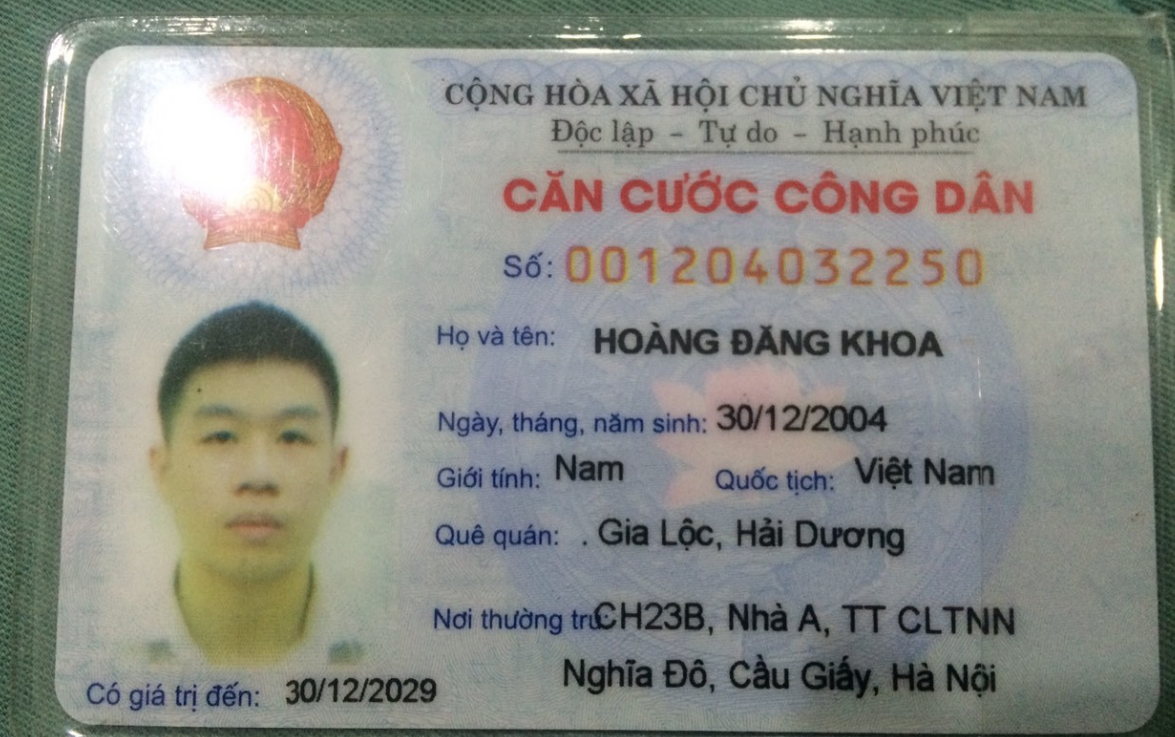 CỘNG HÒA XÃ HỘI CHỦ NGHĨA VIỆT NAM
Độc lập - Tự do - Hạnh phúc
CĂN CƯỚC CÔNG DÂN
Số: 001204032250
Họ và tên: HOÀNG ĐĂNG KHOA
Ngày, tháng, năm sinh: 30/12/2004
Giới tính: Nam Quốc tịch: Việt Nam
Quê quán: . Gia Lộc, Hải Dương
Nơi thường trú: CH23B, Nhà A, TT CLTNN
Nghĩa Đô, Cầu Giấy, Hà Nội
Có giá trị đến: 30/12/2029